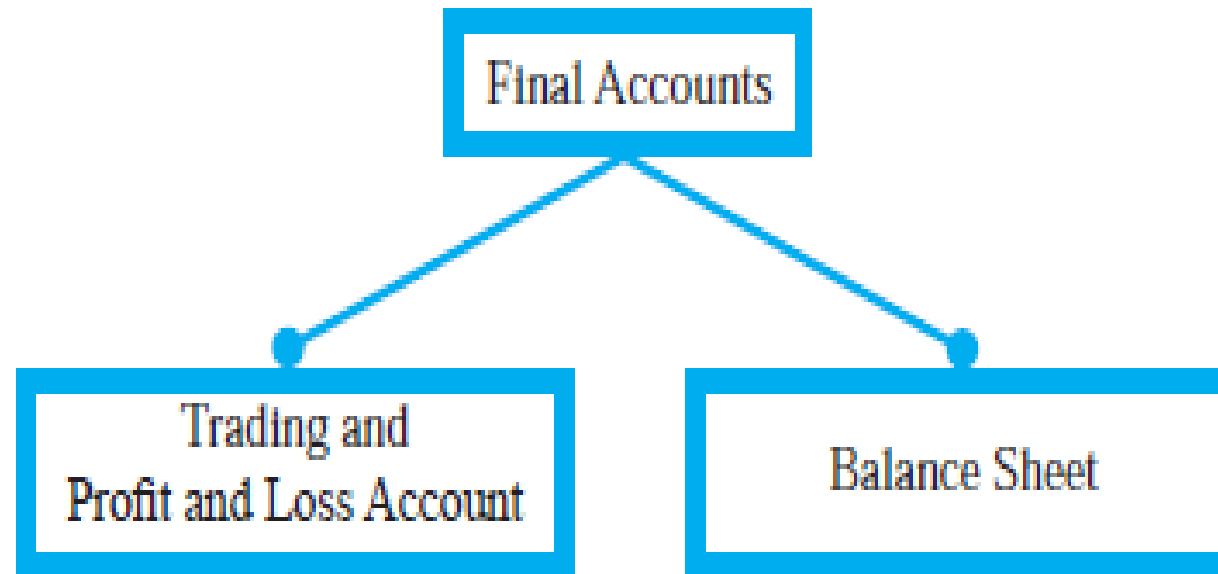 Final Accounts
Trading and
Profit and Loss Account
Balance Sheet